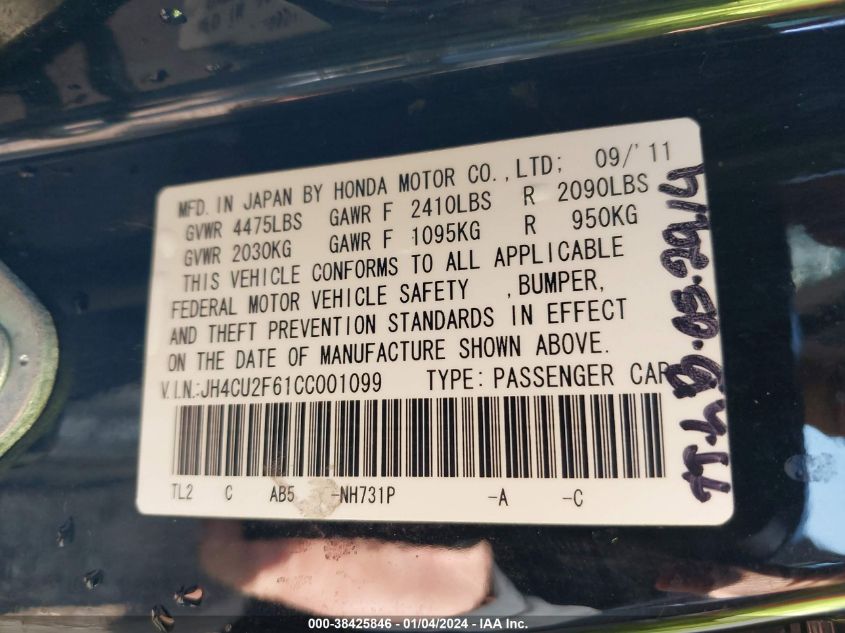 MFD. IN JAPAN BY HONDA MOTOR CO.,LTD; 09/'11
GVWR 4475LBS GAWR F 2410LBS R 2090LBS
GVWR 2030KG GAWR F 1095KG R 950KG
THIS VEHICLE CONFORMS TO ALL APPLICABLE
FEDERAL MOTOR VEHICLE SAFETY ,BUMPER,
AND THEFT PREVENTION STANDARDS IN EFFECT
ON THE DATE OF MANUFACTURE SHOWN ABOVE.
V.I.N.:JH4CU2F61CC001099 TYPE:PASSENGER CAR
TL2 C AB5 -NH731P -A -C
000-38425846 - 01/04/2024 - IAA Inc.